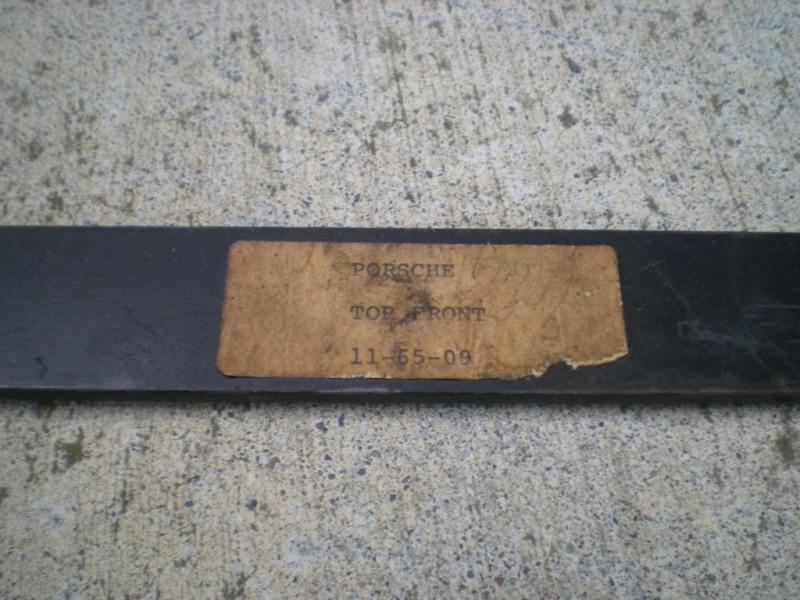 PORSCHE
TOP FRONT
11-65-09